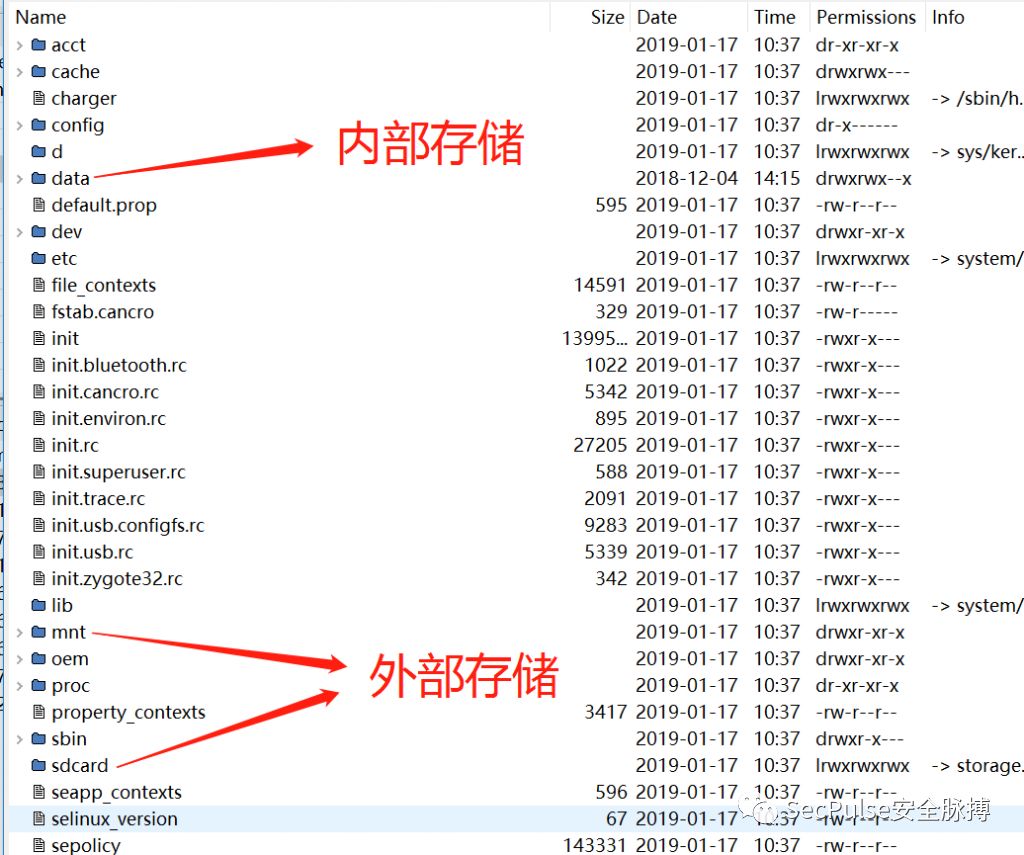 Name Size Date Time Permissions Info
acct 2019-01-17 10:37 dr-xr-xr-x
cache 2019-01-17 10:37 drwxrwx---
charger 2019-01-17 10:37 lrwxrwxrwx -> /sbin/h.
config 2019-01-17 10:37 dr-x------
内部存储
d 2019-01-17 10:37 lrwxrwxrwx -> sys/ker..
data 2018-12-04 14:15 drwxrwx--x
default.prop 595 2019-01-17 10:37 -rw-r--r--
dev 2019-01-17 10:37 drwxr-xr-x
etc 2019-01-17 10:37 lrwxrwxrwx -> system/
file_contexts 14591 2019-01-17 10:37 -rw-r--r--
fstab.cancro 329 2019-01-17 10:37 -rw-r-----
init 13995... 2019-01-17 10:37 -rwxr-x---
init.bluetooth.rc 1022 2019-01-17 10:37 -rwxr-x---
init.cancro.rc 5342 2019-01-17 10:37 -rwxr-x---
init.environ.rc 895 2019-01-17 10:37 -rwxr-x---
init.rc 27205 2019-01-17 10:37 -rwxr-x---
init.superuser.rc 588 2019-01-17 10:37 -rwxr-x---
init.trace.rc 2091 2019-01-17 10:37 -rwxr-x---
init.usb.configfs.rc 9283 2019-01-17 10:37 -rwxr-x---
init.usb.rc 5339 2019-01-17 10:37 -rwxr-x---
init.zygote32.rc 342 2019-01-17 10:37 -rwxr-x---
lib 2019-01-17 10:37 lrwxrwxrwx -> system/
mnt 2019-01-17 10:37 drwxr-xr-x
oem 2019-01-17 10:37 drwxr-xr-x
外部存储
proc 2019-01-17 10:37 dr-xr-xr-x
property_contexts 3417 2019-01-17 10:37 -rw-r--r--
sbin 2019-01-17 10:37 drwxr-x---
sdcard 2019-01-17 10:37 lrwxrwxrwx -> storage.
seapp_contexts 596 2019-01-17 10:37 -rw-r--r--
selinux_version 67 2019-01-17 10:37 -rw-r--r--
SecPulse安全脉搏
sepolicy 143331 2019-01-17 10:37 -rw-r--r--